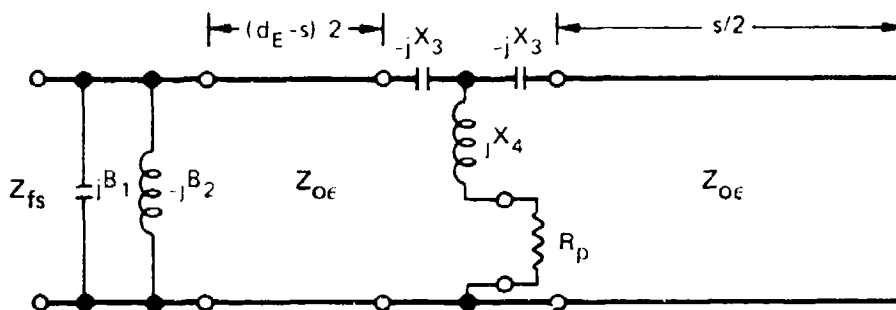 (d_E-s) 2
s/2
-jX_3
-jX_3
jX_4
Z_fs
jB_1
-jB_2
Z_oϵ
Z_oϵ
R_p